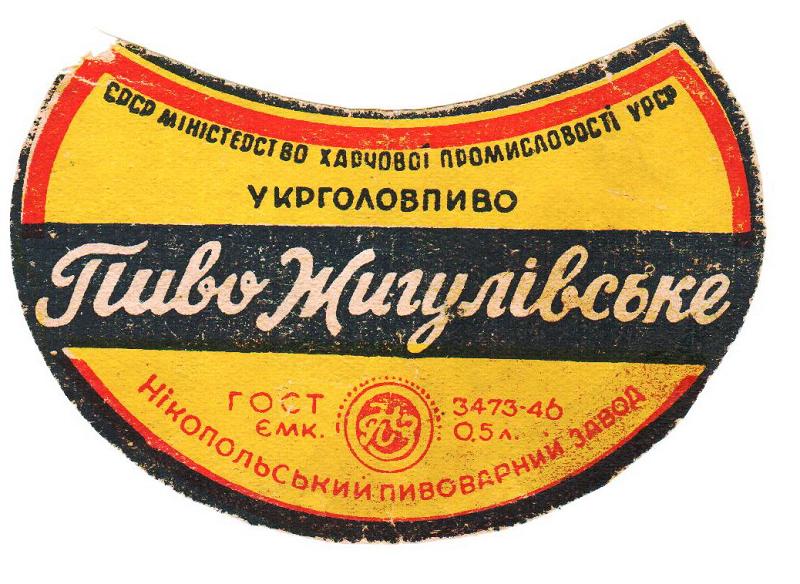 СРСР МІНІСТЕРСТВО ХАРЧОВОЇ ПРОМИСЛОВОСТІ УРСР
УКРГОЛОВПИВО
Пиво Жигулівське
ГОСТ 3473-46
Ємк. 0,5 л.
НІКОПОЛЬСЬКИЙ ПИВОВАРНИЙ ЗАВОД